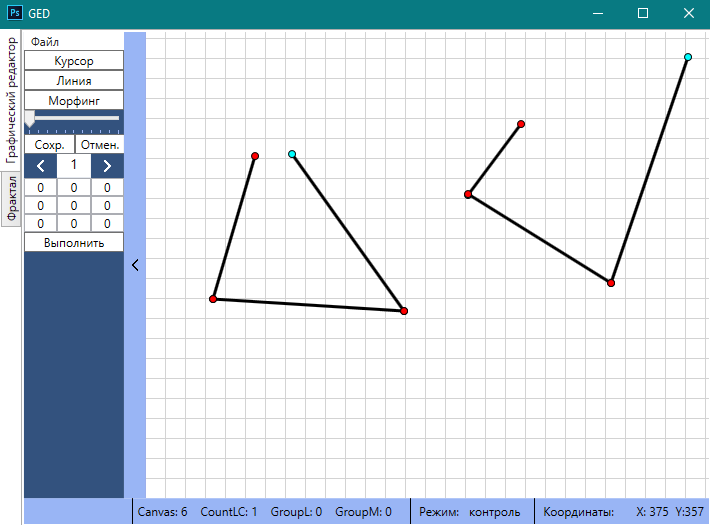 Ps GED
Графический редактор
Фрактал
Файл
Курсор
Линия
Морфинг
Сохр. Отмен.
1
0 0 0
0 0 0
0 0 0
Выполнить
Canvas: 6 CountLC: 1 GroupL: 0 GroupM: 0 Режим: контроль Координаты: X: 375 Y:357